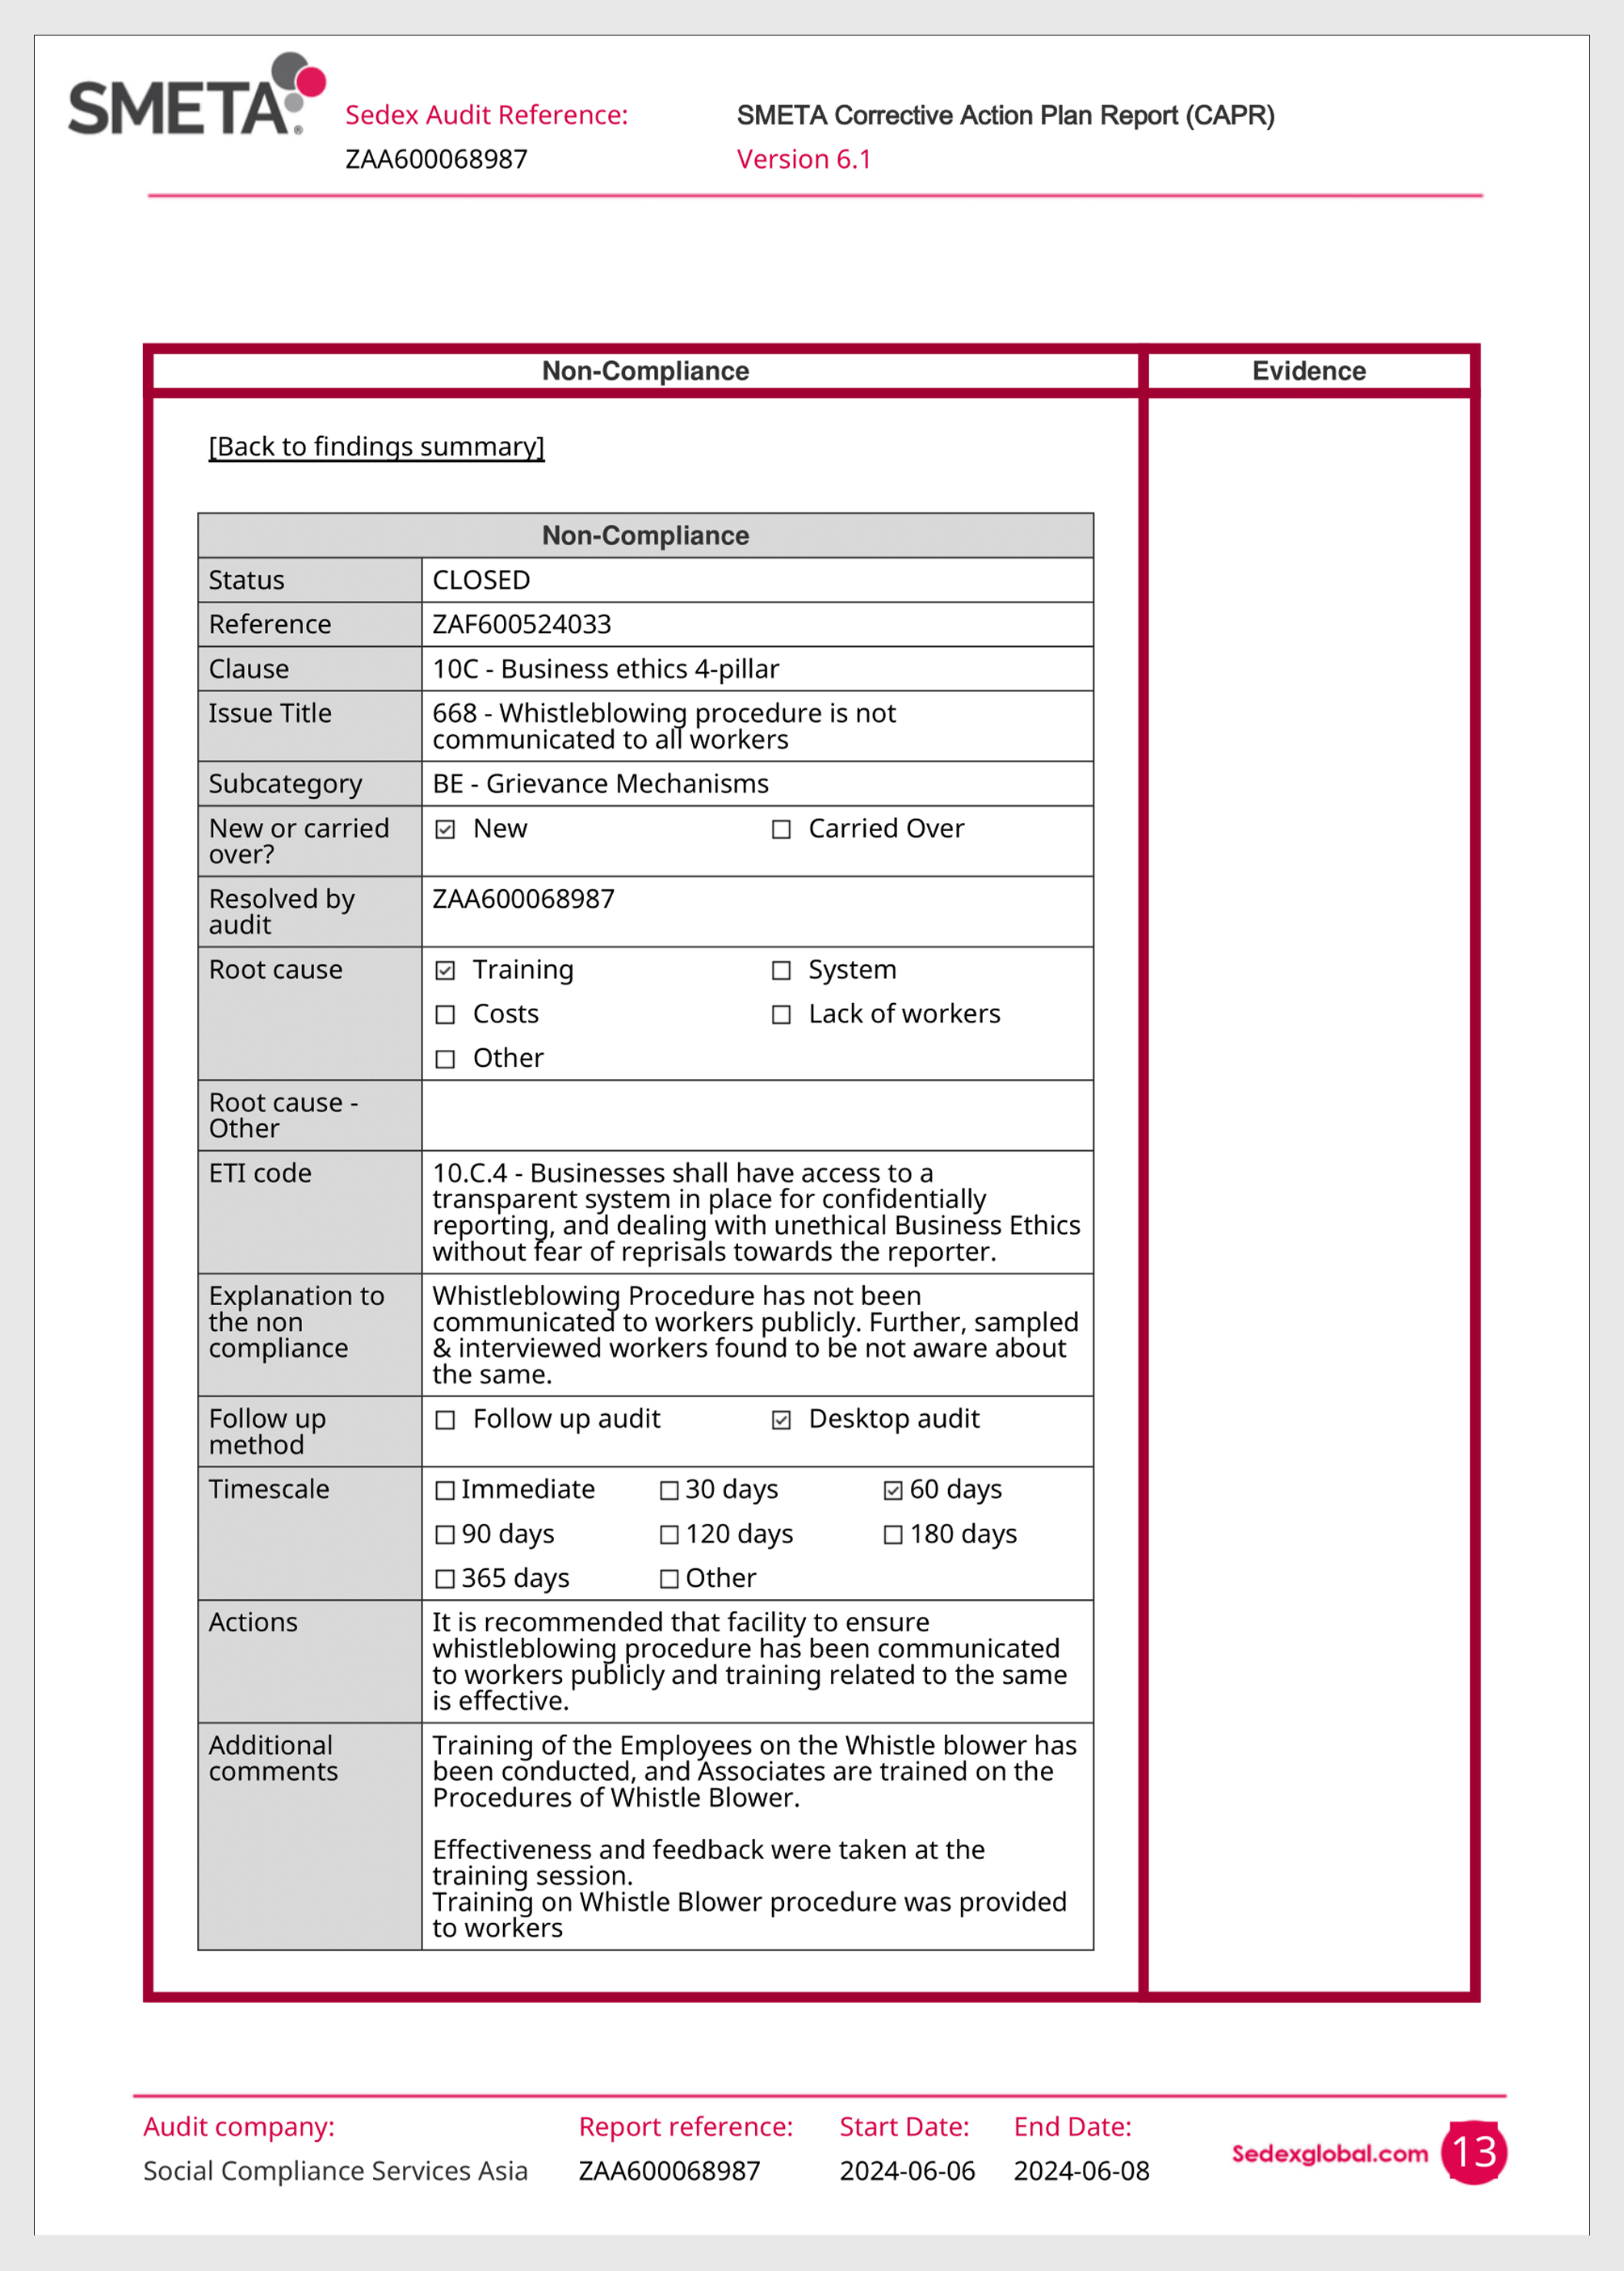 SMETA®
Sedex Audit Reference:
SMETA Corrective Action Plan Report (CAPR)
ZAA600068987
Version 6.1
Non-Compliance
Evidence
[Back to findings summary]
Non-Compliance
Status
CLOSED
Reference
ZAF600524033
Clause
10C - Business ethics 4-pillar
Issue Title
668 - Whistleblowing procedure is not
communicated to all workers
Subcategory
BE - Grievance Mechanisms
New or carried
over?
☑ New
☐ Carried Over
Resolved by
audit
ZAA600068987
Root cause
☑ Training
☐ System
☐ Costs
☐ Lack of workers
☐ Other
Root cause -
Other
ETI code
10.C.4 - Businesses shall have access to a
transparent system in place for confidentially
reporting, and dealing with unethical Business Ethics
without fear of reprisals towards the reporter.
Explanation to
the non
compliance
Whistleblowing Procedure has not been
communicated to workers publicly. Further, sampled
& interviewed workers found to be not aware about
the same.
Follow up
method
☐ Follow up audit
☑ Desktop audit
Timescale
☐ Immediate
☐ 30 days
☑ 60 days
☐ 90 days
☐ 120 days
☐ 180 days
☐ 365 days
☐ Other
Actions
It is recommended that facility to ensure
whistleblowing procedure has been communicated
to workers publicly and training related to the same
is effective.
Additional
comments
Training of the Employees on the Whistle blower has
been conducted, and Associates are trained on the
Procedures of Whistle Blower.
Effectiveness and feedback were taken at the
training session.
Training on Whistle Blower procedure was provided
to workers
Audit company:
Report reference:
Start Date:
End Date:
Social Compliance Services Asia
ZAA600068987
2024-06-06
2024-06-08
Sedexglobal.com
13